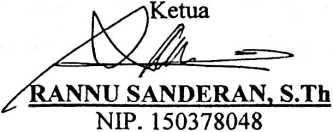 Ketua
RANNU SANDERAN, S.Th
NIP. 150378048